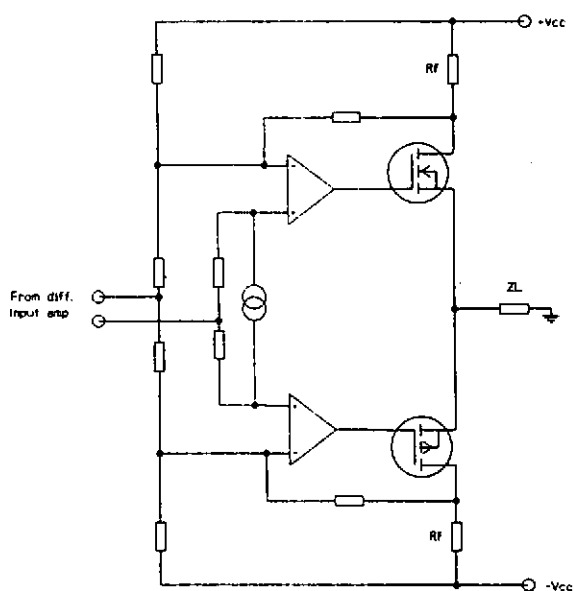 +Vcc
Rf
-
+
ZL
From diff.
input amp
+
-
Rf
-Vcc